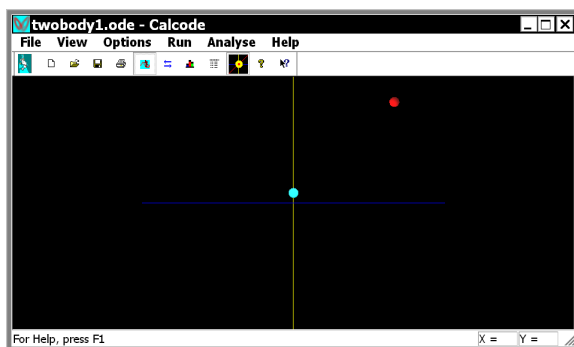 twobody1.ode - Calcode
File View Options Run Analyse Help
For Help, press F1 X = Y =